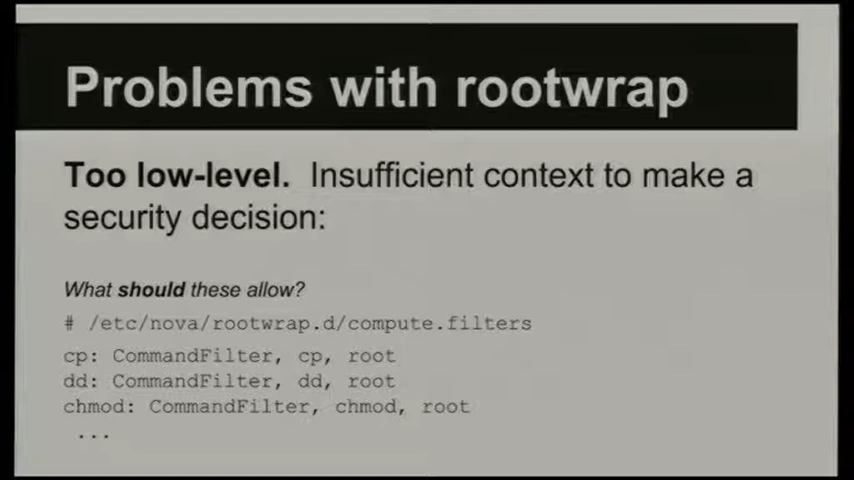 Problems with rootwrap
Too low-level. Insufficient context to make a
security decision:
What should these allow?
# /etc/nova/rootwrap.d/compute.filters
cp: CommandFilter, cp, root
dd: CommandFilter, dd, root
chmod: CommandFilter, chmod, root
...